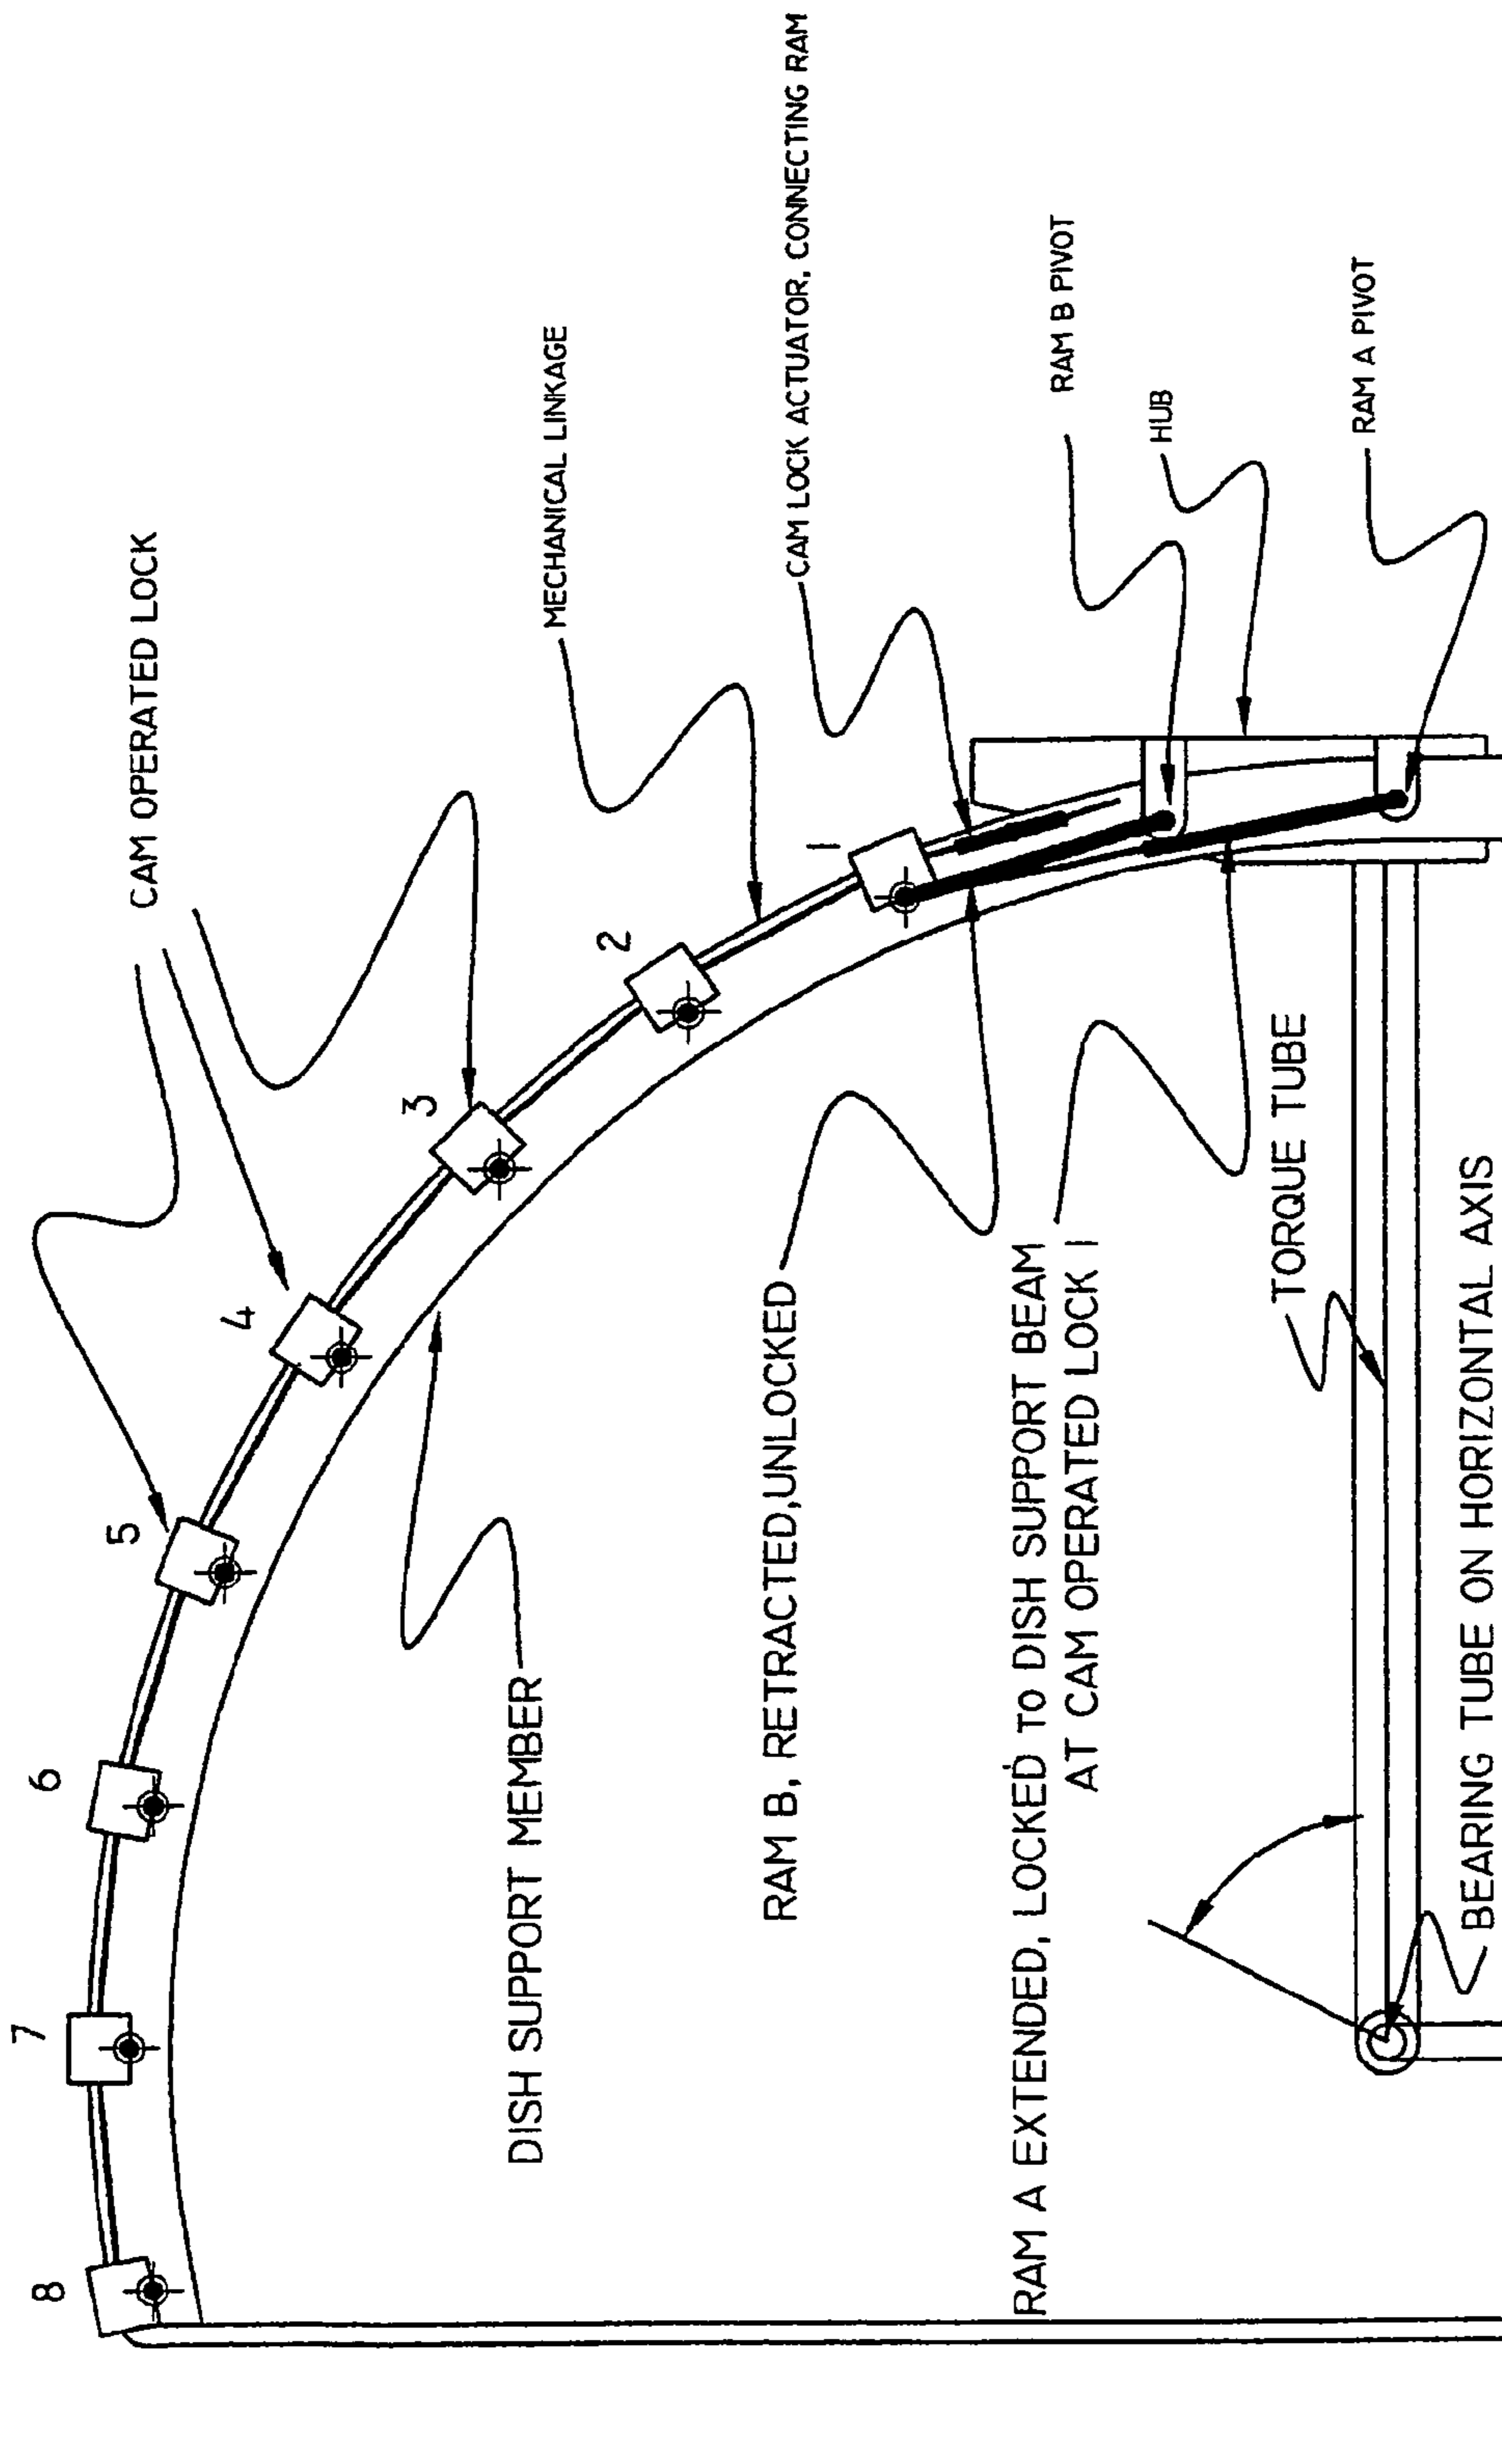 CAM OPERATED LOCK
MECHANICAL LINKAGE
CAM LOCK ACTUATOR, CONNECTING RAM
RAM B PIVOT
HUB
RAM A PIVOT
8
7
6
5
4
3
2
1
DISH SUPPORT MEMBER
RAM B, RETRACTED,UNLOCKED
RAM A EXTENDED, LOCKED TO DISH SUPPORT BEAM
AT CAM OPERATED LOCK 1
TORQUE TUBE
BEARING TUBE ON HORIZONTAL AXIS